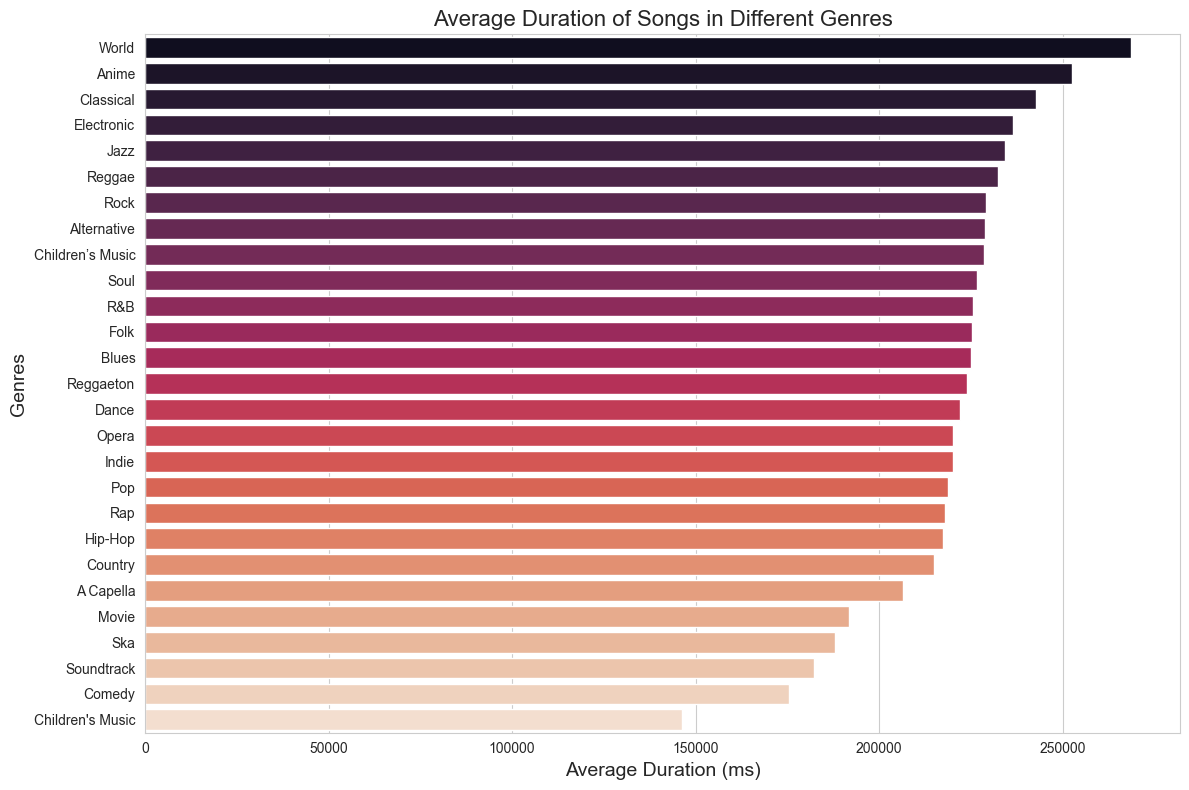 Average Duration of Songs in Different Genres
World
Anime
Classical
Electronic
Jazz
Reggae
Rock
Alternative
Children’s Music
Soul
R&B
Folk
Blues
Reggaeton
Dance
Opera
Indie
Pop
Rap
Hip-Hop
Country
A Capella
Movie
Ska
Soundtrack
Comedy
Children's Music
Genres
0 50000 100000 150000 200000 250000
Average Duration (ms)